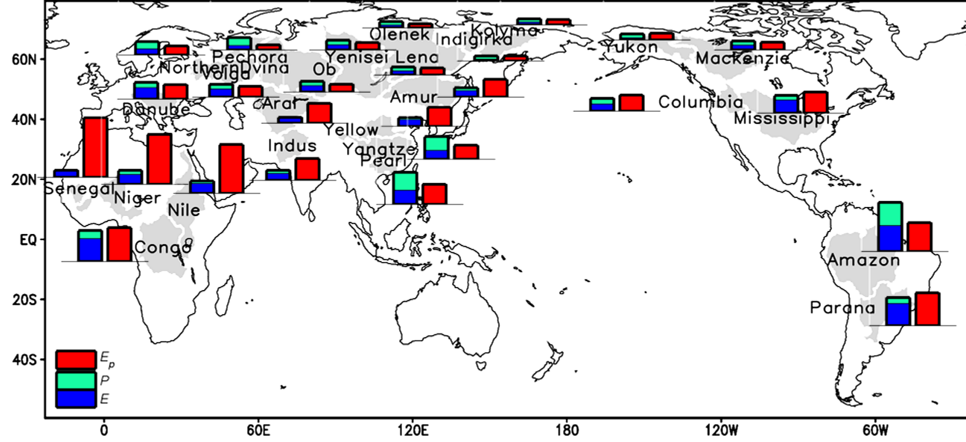 Olenek Indigirka Kolyma
Yukon
60N
Pechora Yenisei Lena
Mackenzie
Northerndvina
Volga
Ob
Aral
Amur
Columbia
Danube
Mississippi
40N
Yellow
Indus
Yangtze
Pearl
20N
Senegal
Niger
Nile
EQ
Congo
Amazon
20S
Parana
40S
Ep
P
E
0 60E 120E 180 120W 60W